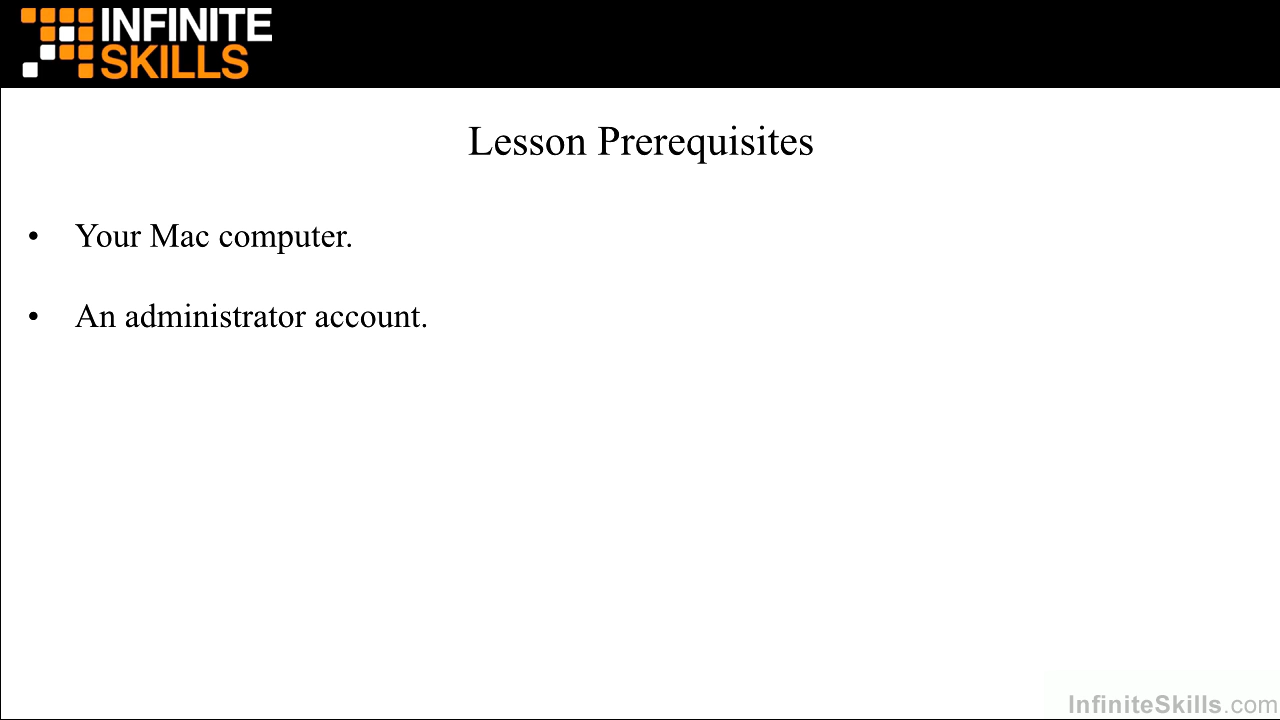 INFINITE
SKILLS
Lesson Prerequisites
• Your Mac computer.
• An administrator account.
InfiniteSkills.com